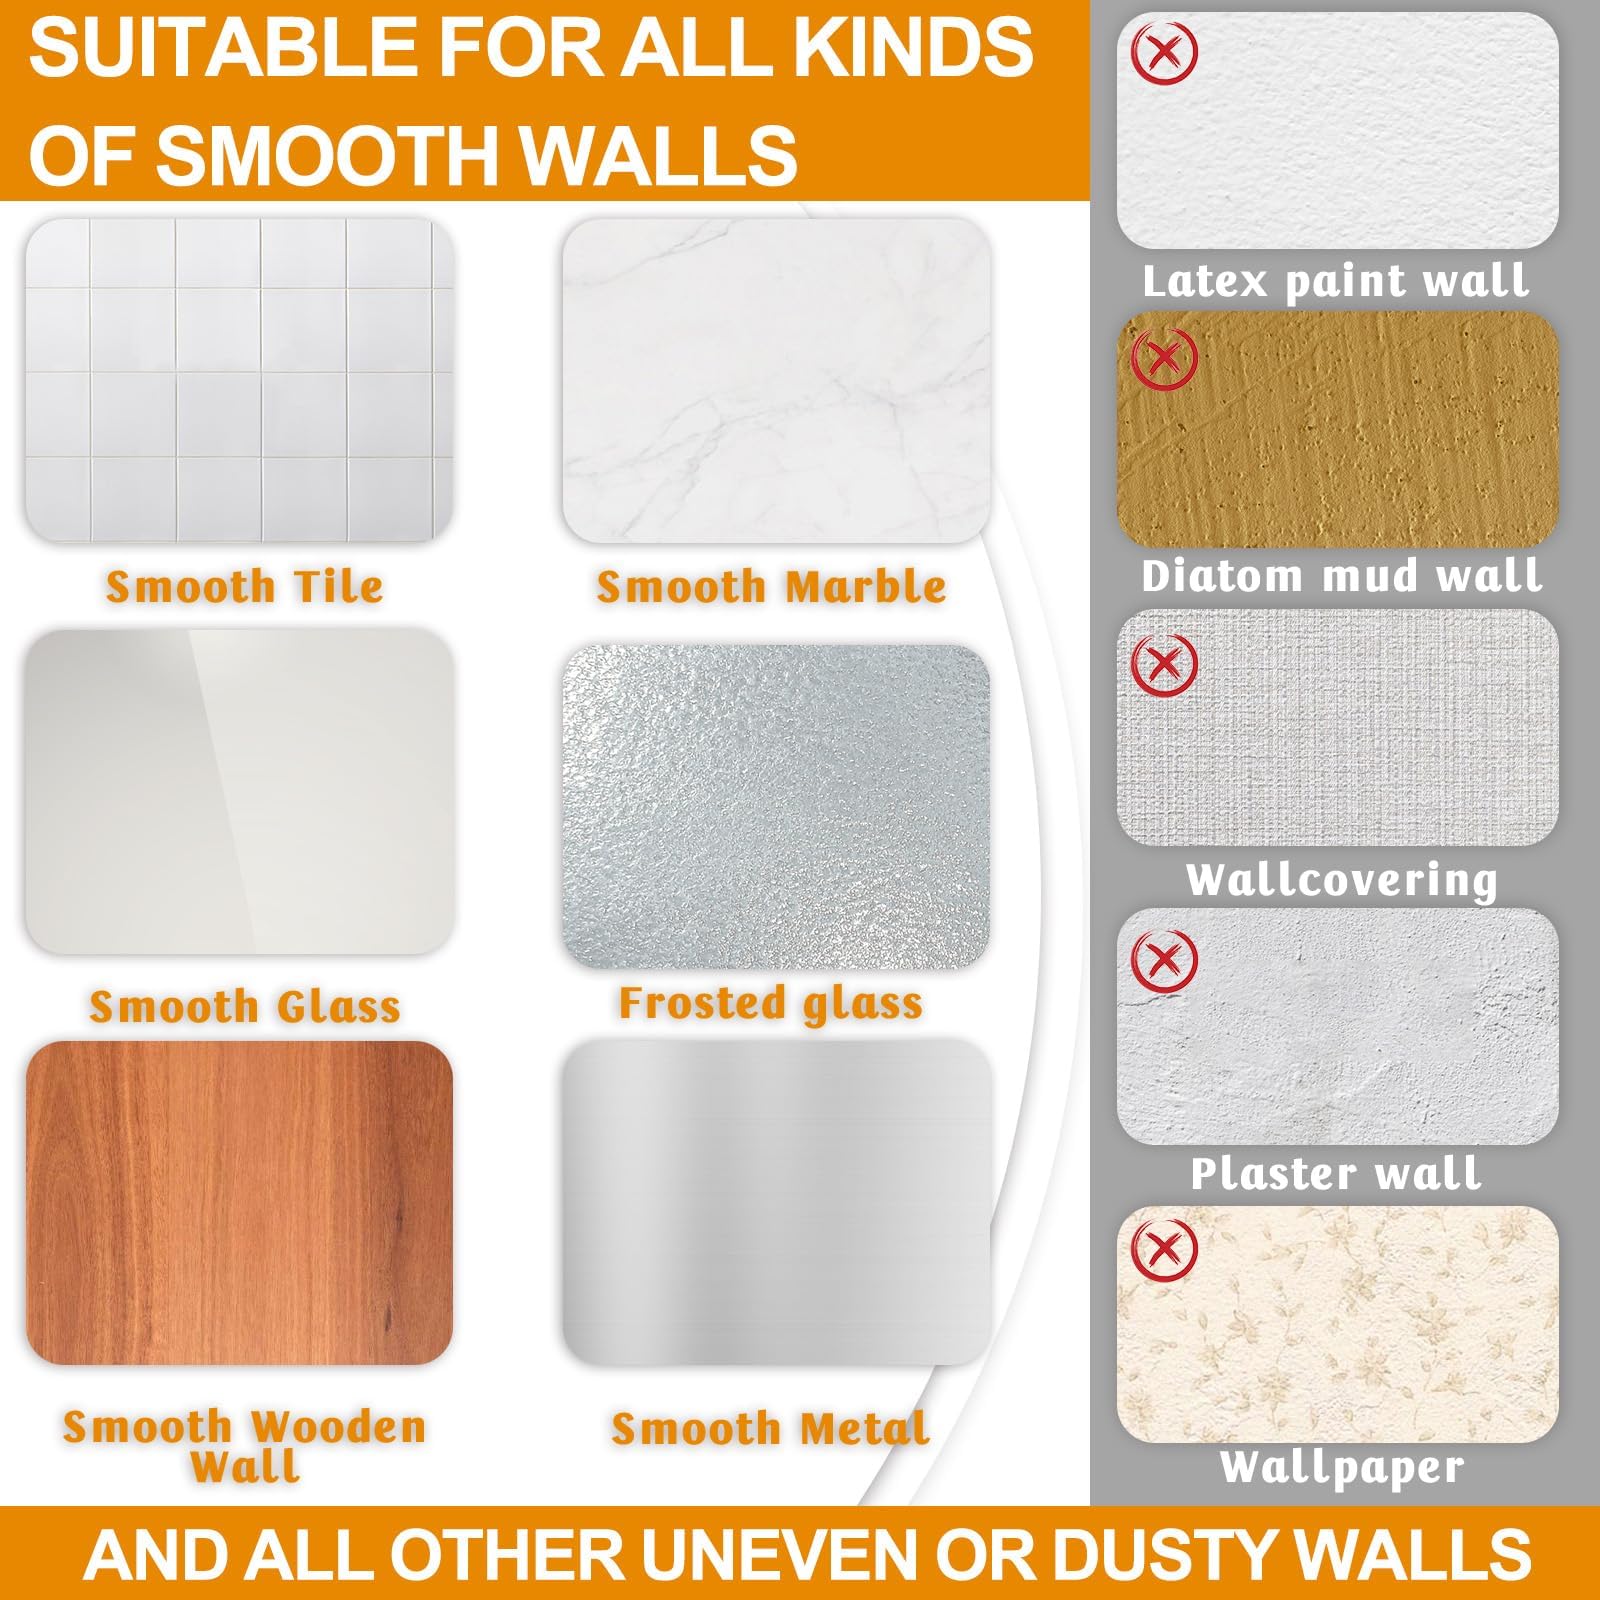 SUITABLE FOR ALL KINDS
OF SMOOTH WALLS
Smooth Tile
Smooth Marble
Smooth Glass
Frosted glass
Smooth Wooden
Wall
Smooth Metal
Latex paint wall
Diatom mud wall
Wallcovering
Plaster wall
Wallpaper
AND ALL OTHER UNEVEN OR DUSTY WALLS